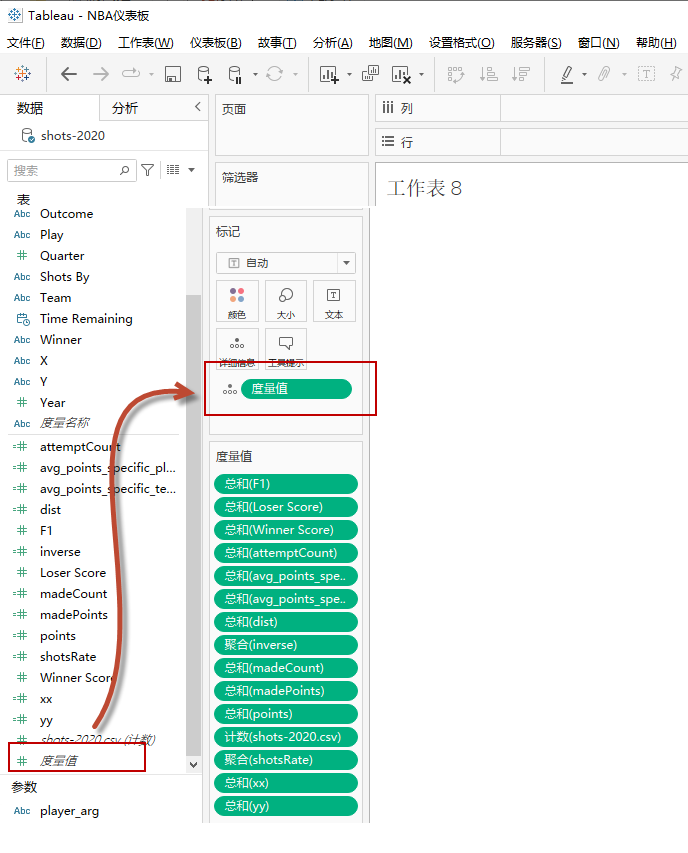 Tableau - NBA仪表板
文件(F) 数据(D) 工作表(W) 仪表板(B) 故事(T) 分析(A) 地图(M) 设置格式(O) 服务器(S) 窗口(N) 帮助(H)
数据 分析
shots-2020
搜索
表
Abc Outcome
Abc Play
Quarter
Abc Shots By
Abc Team
Time Remaining
Abc Winner
Abc X
Abc Y
Year
Abc 度量名称
attemptCount
avg_points_specific_pl...
avg_points_specific_te...
dist
F1
inverse
Loser Score
madeCount
madePoints
points
shotsRate
Winner Score
xx
yy
shots-2020.csv (计数)
度量值
参数
Abc player_arg
页面
筛选器
标记
自动
颜色 大小 文本
详细信息 工具提示
度量值
度量值
总和(F1)
总和(Loser Score)
总和(Winner Score)
总和(attemptCount)
总和(avg_points_spe..
总和(avg_points_spe..
总和(dist)
聚合(inverse)
总和(madeCount)
总和(madePoints)
总和(points)
计数(shots-2020.csv)
聚合(shotsRate)
总和(xx)
总和(yy)
列
行
工作表 8